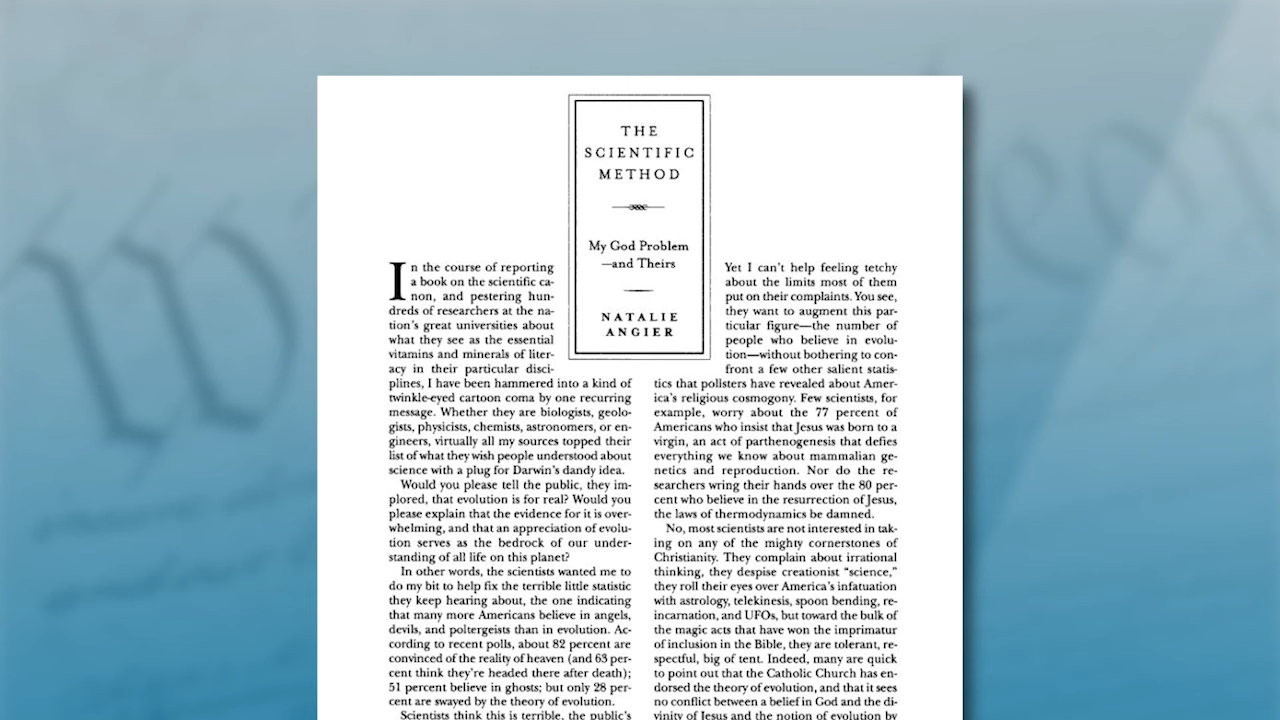 THE
SCIENTIFIC
METHOD
My God Problem
—and Theirs
NATALIE
ANGIER
In the course of reporting
a book on the scientific ca-
non, and pestering hun-
dreds of researchers at the na-
tion's great universities about
what they see as the essential
vitamins and minerals of liter-
acy in their particular disci-
plines, I have been hammered into a kind of
twinkle-eyed cartoon coma by one recurring
message. Whether they are biologists, geolo-
gists, physicists, chemists, astronomers, or en-
gineers, virtually all my sources topped their
list of what they wish people understood about
science with a plug for Darwin's dandy idea.
Would you please tell the public, they im-
plored, that evolution is for real? Would you
please explain that the evidence for it is over-
whelming, and that an appreciation of evolu-
tion serves as the bedrock of our under-
standing of all life on this planet?
In other words, the scientists wanted me to
do my bit to help fix the terrible little statistic
they keep hearing about, the one indicating
that many more Americans believe in angels,
devils, and poltergeists than in evolution. Ac-
cording to recent polls, about 82 percent are
convinced of the reality of heaven (and 63 per-
cent think they're headed there after death);
51 percent believe in ghosts; but only 28 per-
cent are swayed by the theory of evolution.
Scientists think this is terrible, the public's
Yet I can't help feeling tetchy
about the limits most of them
put on their complaints. You see,
they want to augment this par-
ticular figure—the number of
people who believe in evolu-
tion—without bothering to con-
front a few other salient statis-
tics that pollsters have revealed about Amer-
ica's religious cosmogony. Few scientists, for
example, worry about the 77 percent of
Americans who insist that Jesus was born to a
virgin, an act of parthenogenesis that defies
everything we know about mammalian ge-
netics and reproduction. Nor do the re-
searchers wring their hands over the 80 per-
cent who believe in the resurrection of Jesus,
the laws of thermodynamics be damned.
No, most scientists are not interested in tak-
ing on any of the mighty cornerstones of
Christianity. They complain about irrational
thinking, they despise creationist “science,”
they roll their eyes over America's infatuation
with astrology, telekinesis, spoon bending, re-
incarnation, and UFOs, but toward the bulk of
the magic acts that have won the imprimatur
of inclusion in the Bible, they are tolerant, re-
spectful, big of tent. Indeed, many are quick
to point out that the Catholic Church has en-
dorsed the theory of evolution, and that it sees
no conflict between a belief in God and the di-
vinity of Jesus and the notion of evolution by